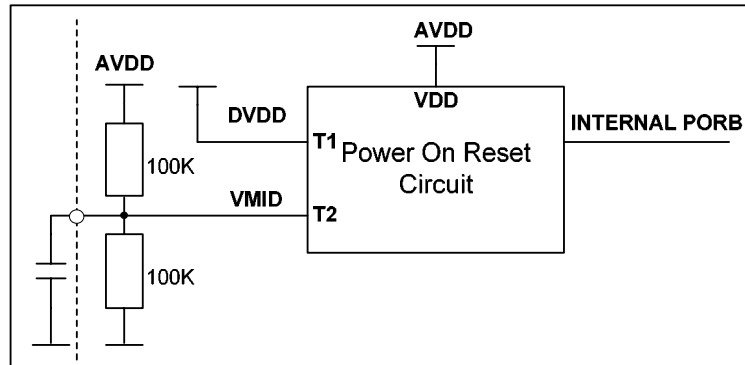 AVDD
AVDD
VDD
DVDD
INTERNAL PORB
T1
Power On Reset
Circuit
100K
VMID
T2
100K